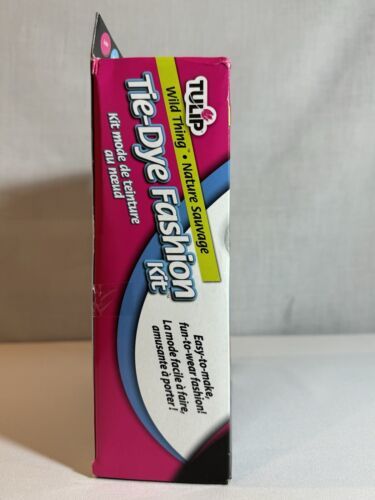 TULIP
Wild Thing™ • Nature Sauvage
Tie-Dye Fashion
Kit
Kit mode de teinture
au nœud
Easy-to-make,
fun-to-wear fashion!
La mode facile à faire,
amusante à porter !